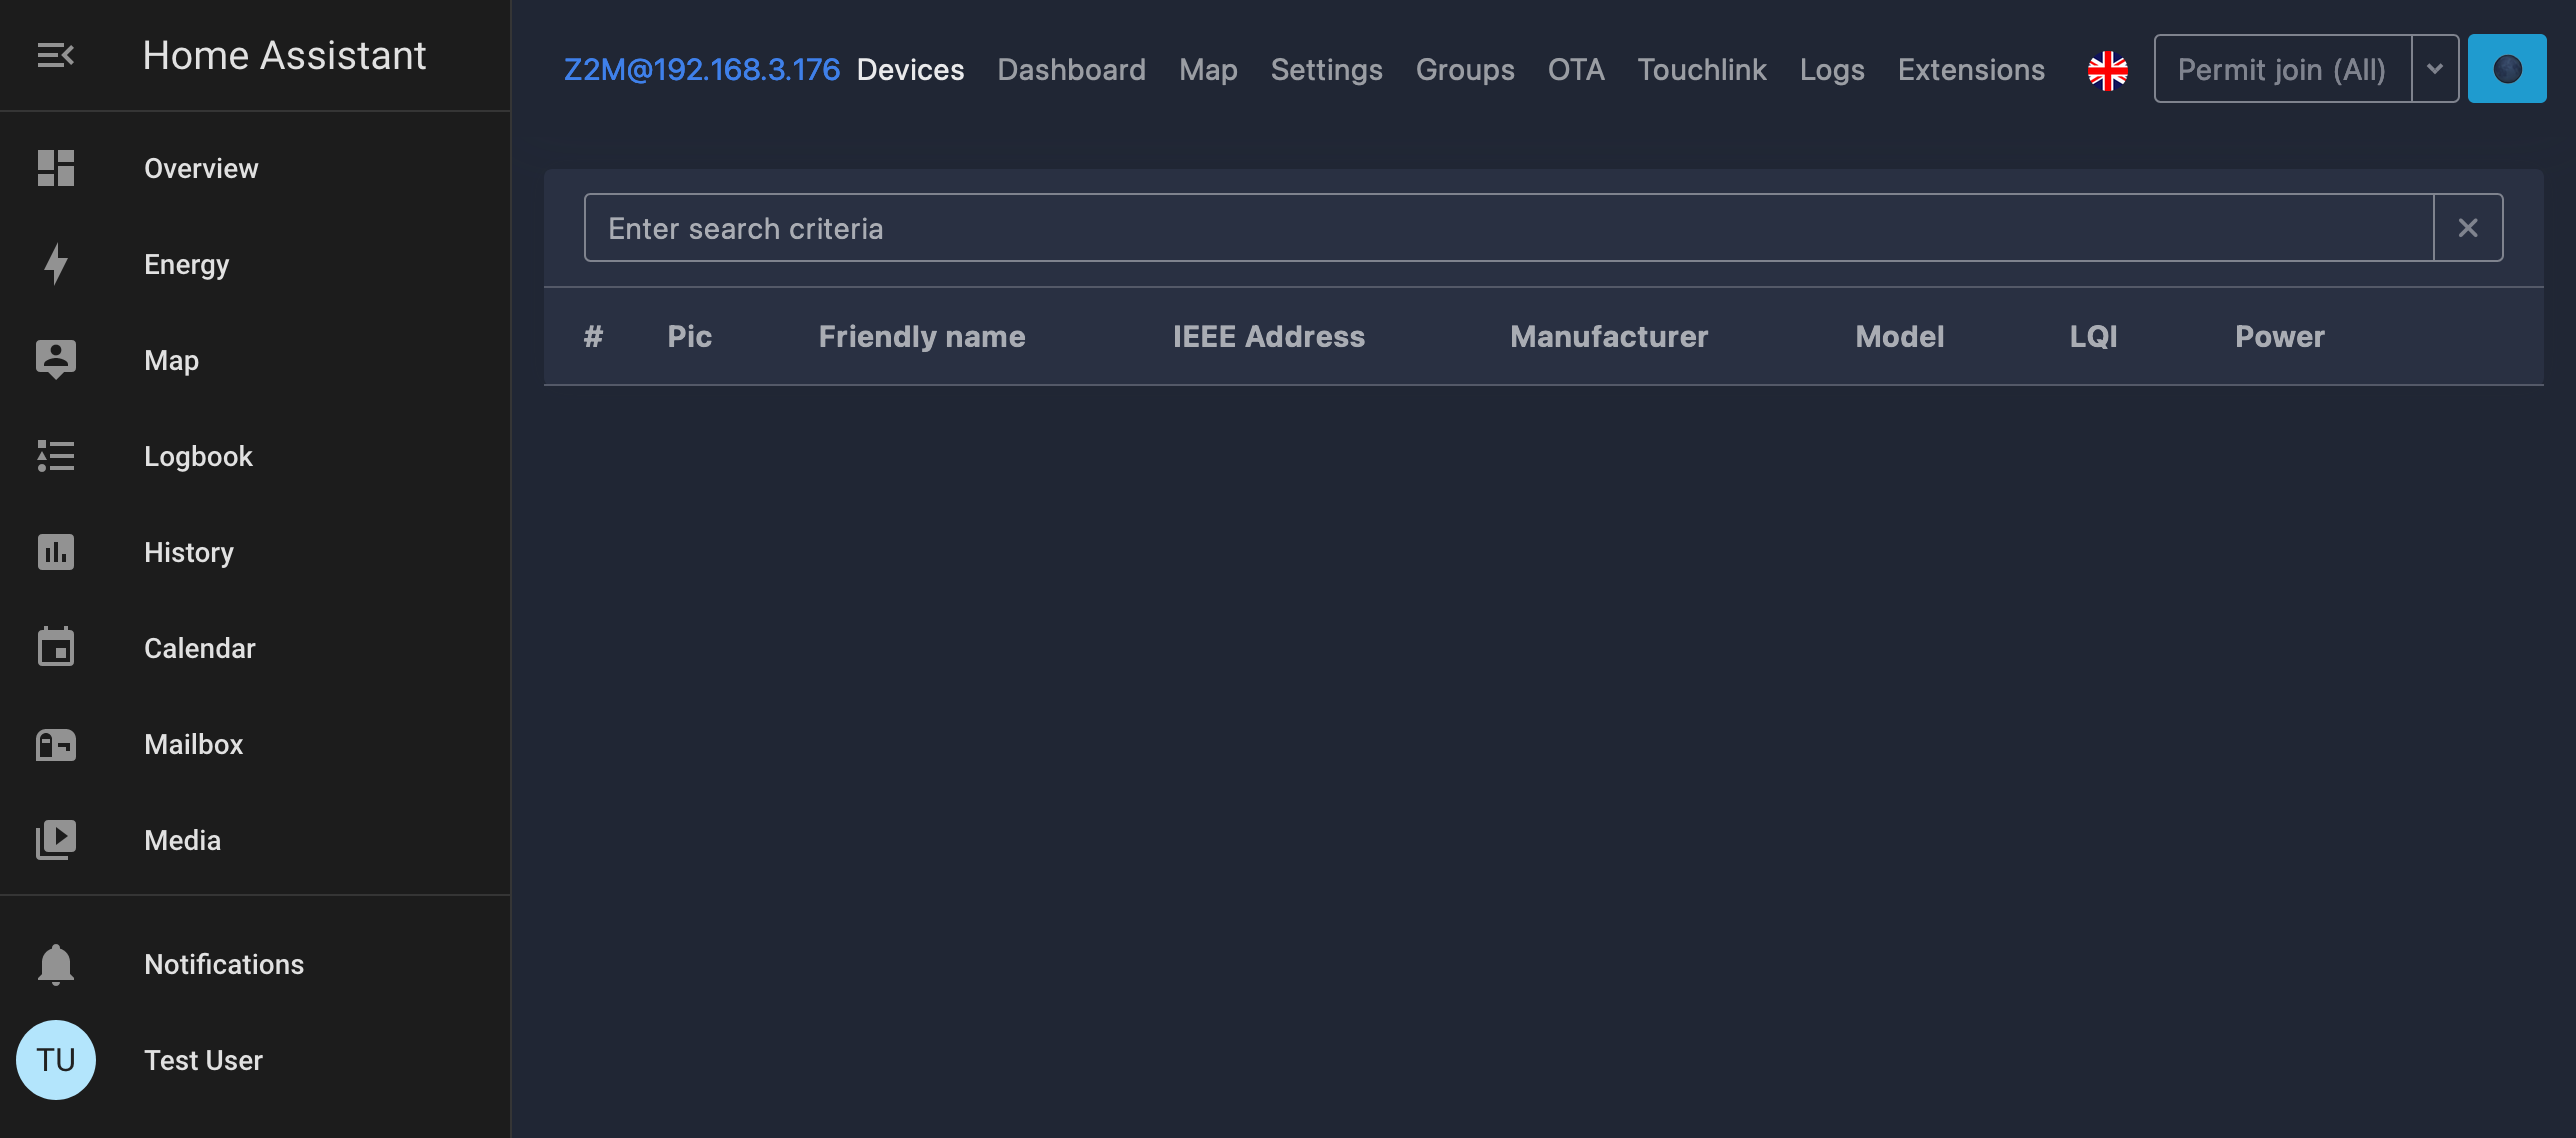 Home Assistant
Overview
Energy
Map
Logbook
History
Calendar
Mailbox
Media
Notifications
TU Test User
Z2M@192.168.3.176 Devices Dashboard Map Settings Groups OTA Touchlink Logs Extensions Permit join (All)
Enter search criteria
# Pic Friendly name IEEE Address Manufacturer Model LQI Power